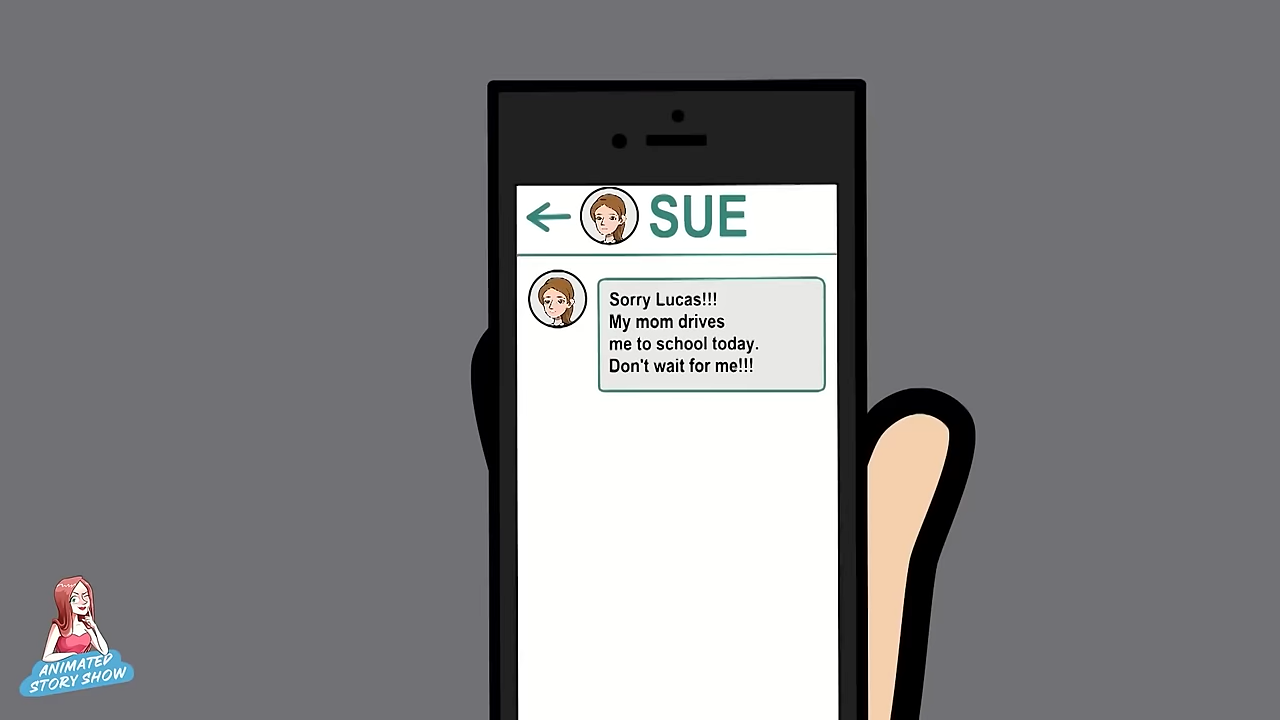 SUE
Sorry Lucas!!!
My mom drives
me to school today.
Don't wait for me!!!
ANIMATED
STORY SHOW